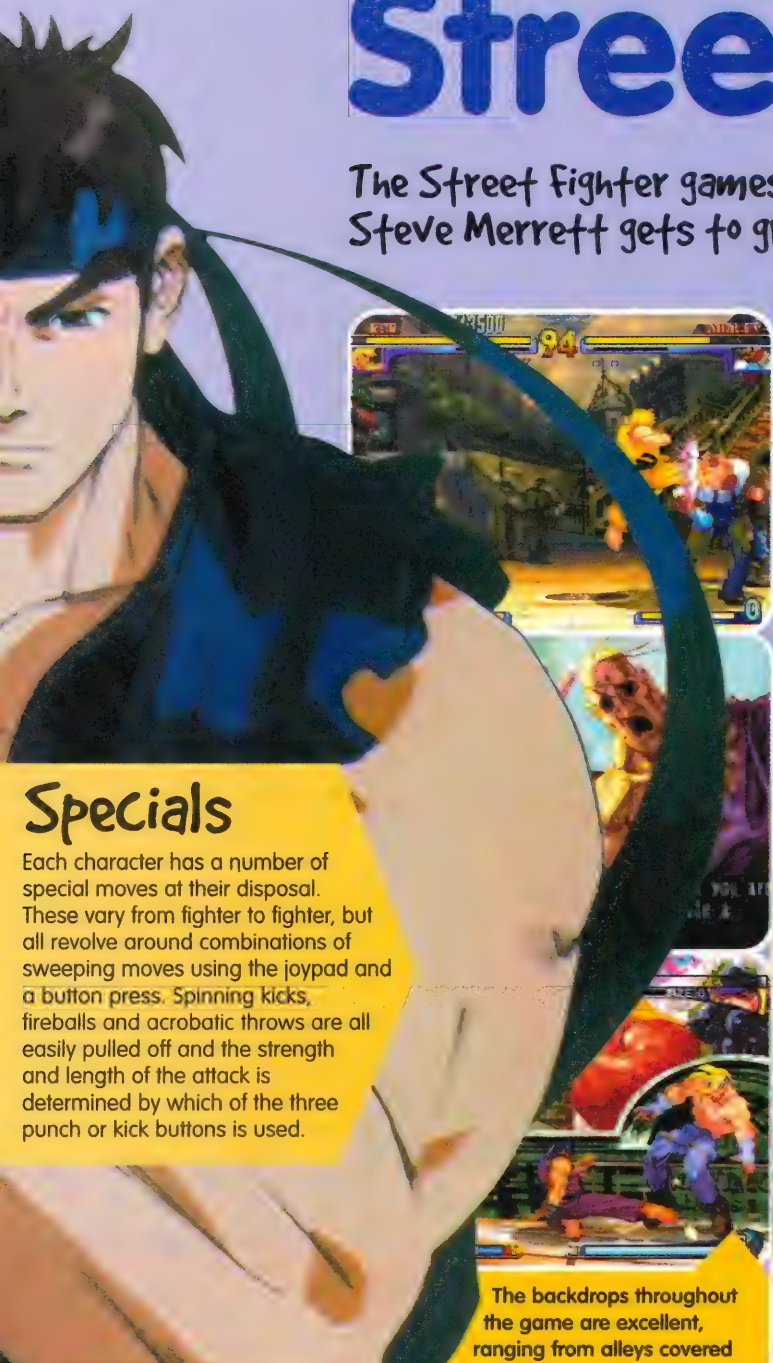 Stree
The Street Fighter games
Steve Merrett gets to g
94
Specials
Each character has a number of
special moves at their disposal.
These vary from fighter to fighter, but
all revolve around combinations of
sweeping moves using the joypad and
a button press. Spinning kicks,
fireballs and acrobatic throws are all
easily pulled off and the strength
and length of the attack is
determined by which of the three
punch or kick buttons is used.
The backdrops throughout
the game are excellent,
ranging from alleys covered